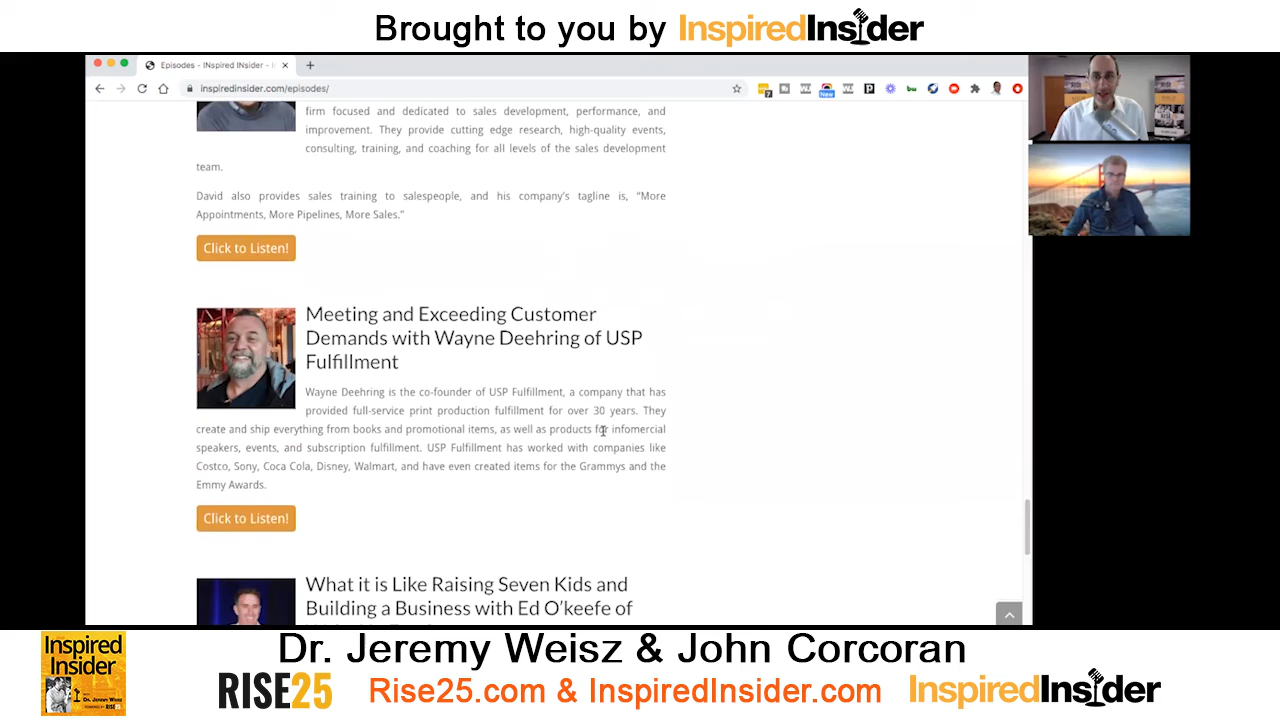 Brought to you by InspiredInsider
Episodes - INspired INsider - I
inspiredinsider.com/episodes/
New
firm focused and dedicated to sales development, performance, and
improvement. They provide cutting edge research, high-quality events,
consulting, training, and coaching for all levels of the sales development
team.
David also provides sales training to salespeople, and his company's tagline is, “More
Appointments, More Pipelines, More Sales.”
Click to Listen!
Meeting and Exceeding Customer
Demands with Wayne Deehring of USP
Fulfillment
Wayne Deehring is the co-founder of USP Fulfillment, a company that has
provided full-service print production fulfillment for over 30 years. They
create and ship everything from books and promotional items, as well as products for infomercial
speakers, events, and subscription fulfillment. USP Fulfillment has worked with companies like
Costco, Sony, Coca Cola, Disney, Walmart, and have even created items for the Grammys and the
Emmy Awards.
Click to Listen!
What it is Like Raising Seven Kids and
Building a Business with Ed O'keefe of
Inspired
Insider
Dr. Jeremy Weisz
Dr. Jeremy Weisz & John Corcoran
RISE25
Rise25.com & InspiredInsider.com
InspiredInsider